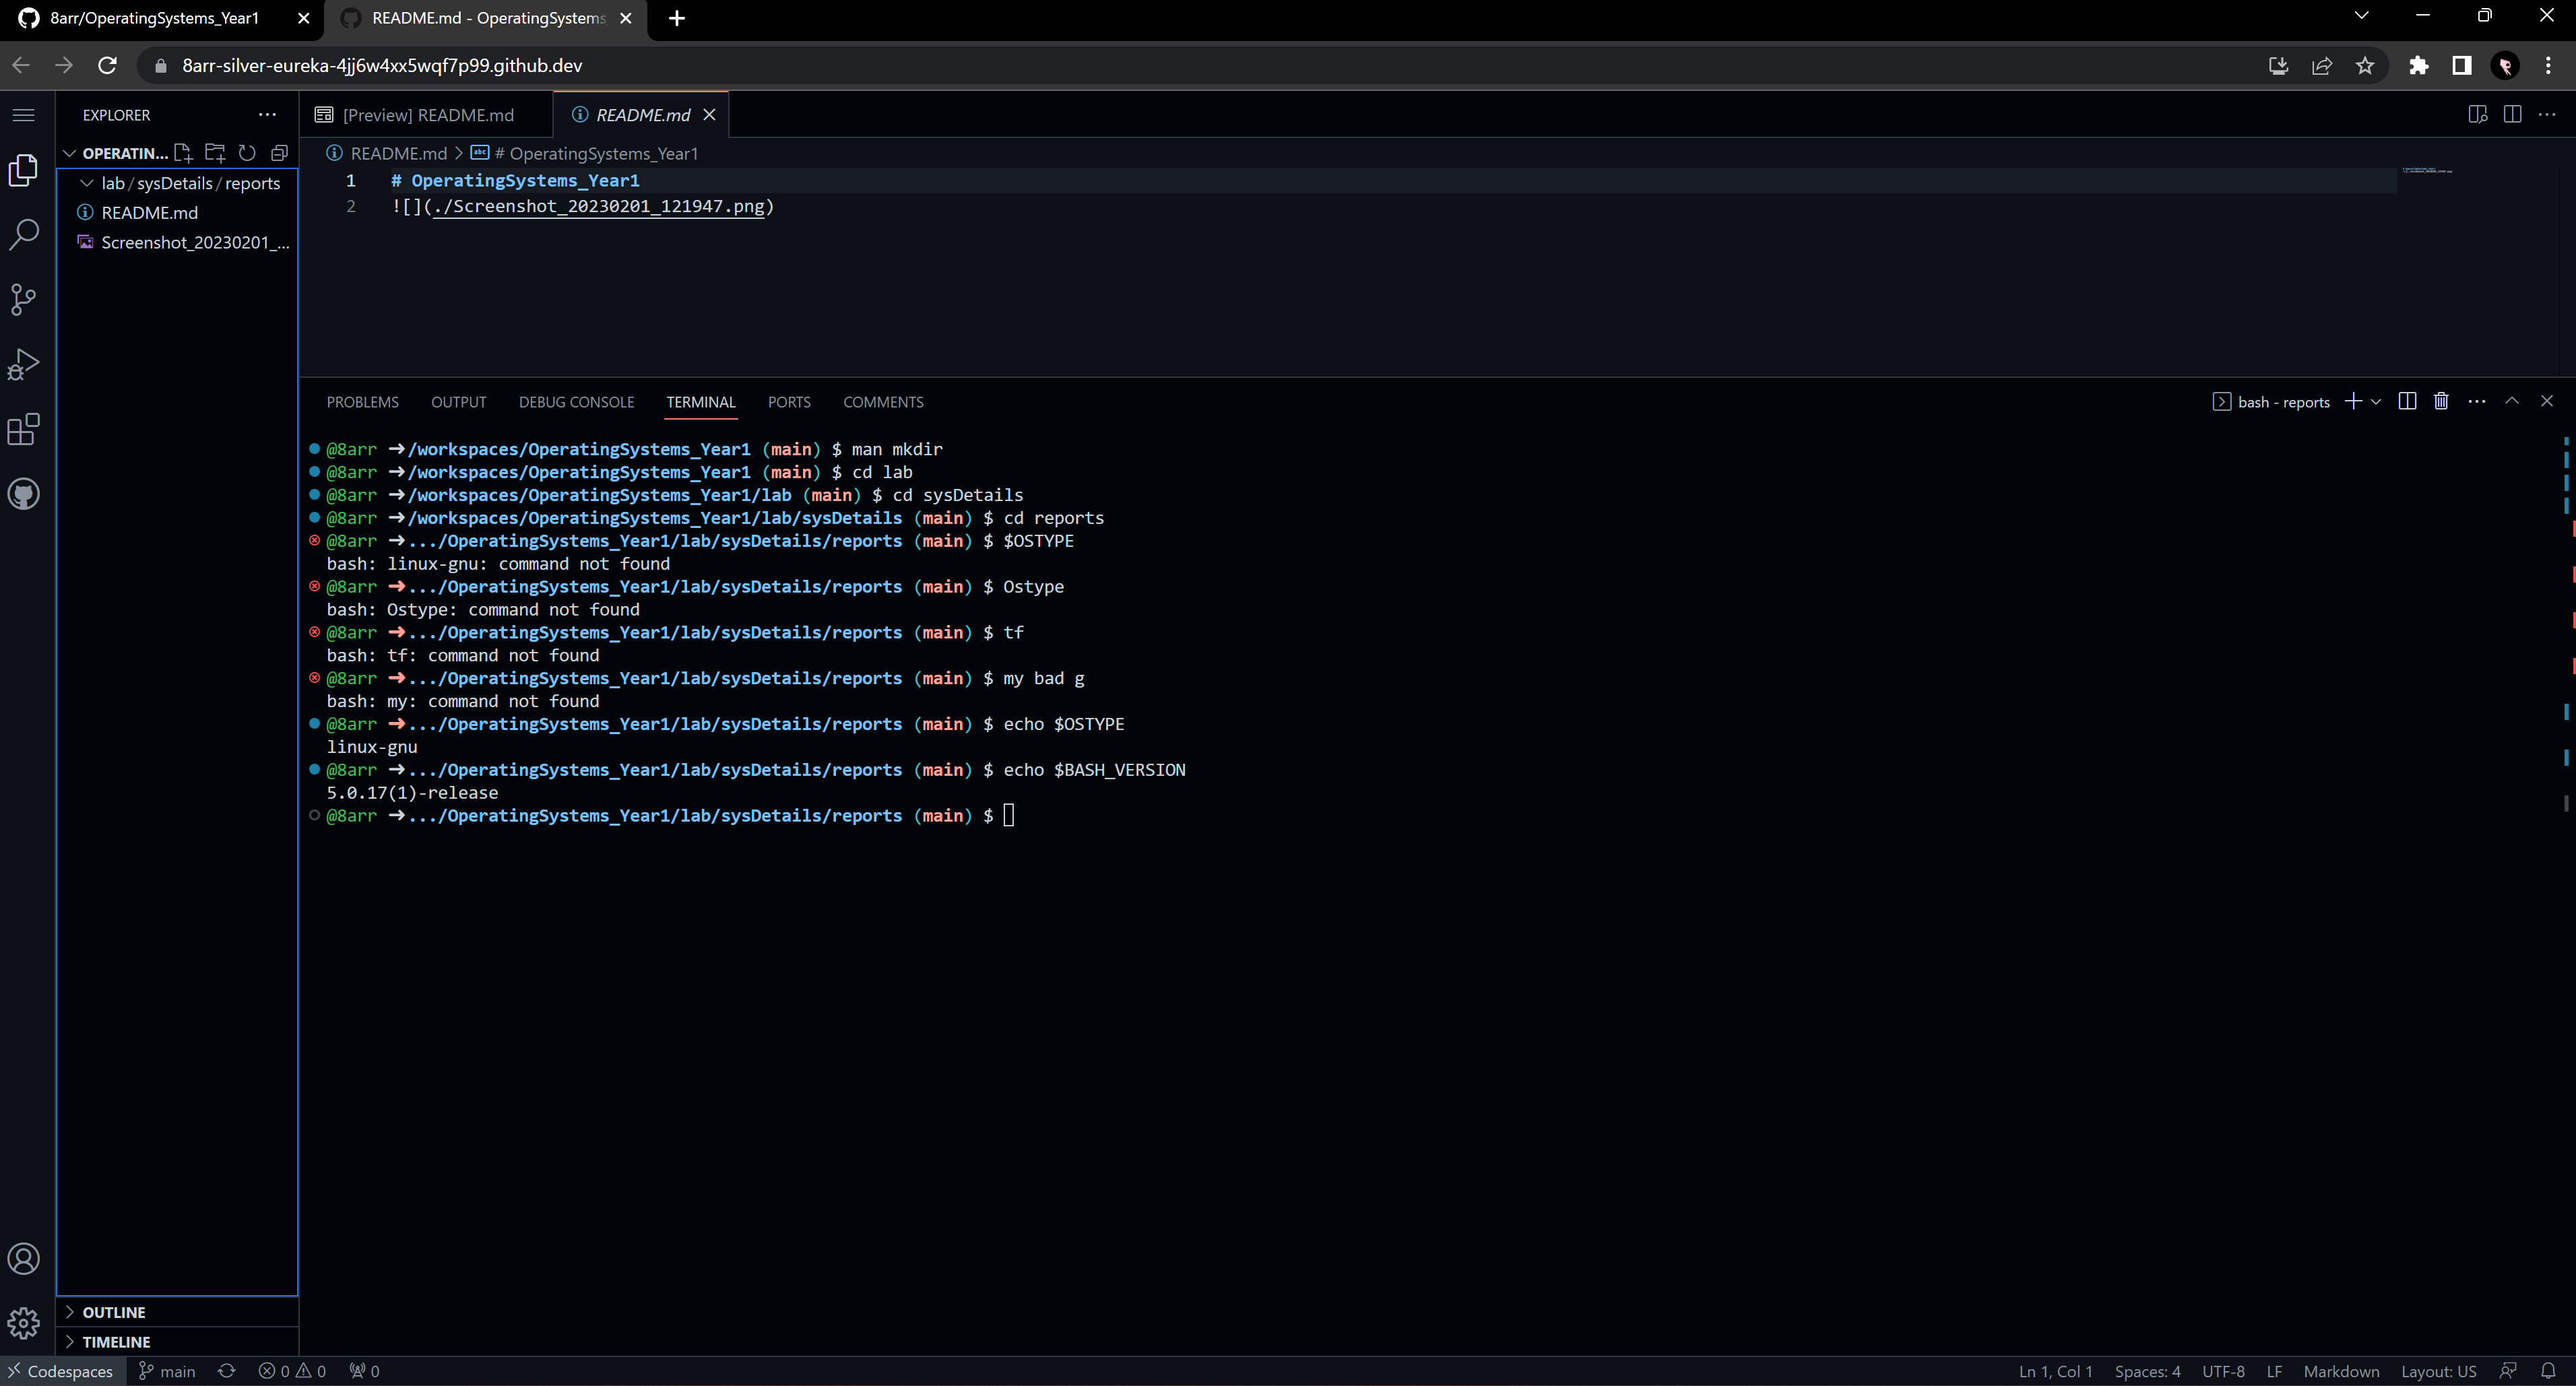 8arr/OperatingSystems_Year1
README.md - OperatingSystems
8arr-silver-eureka-4jj6w4xx5wqf7p99.github.dev
EXPLORER
OPERATIN...
lab / sysDetails / reports
README.md
Screenshot_20230201_...
[Preview] README.md
README.md
README.md > # OperatingSystems_Year1
1 # OperatingSystems_Year1
2 ![](./Screenshot_20230201_121947.png)
PROBLEMS OUTPUT DEBUG CONSOLE TERMINAL PORTS COMMENTS
bash - reports
@8arr ➜/workspaces/OperatingSystems_Year1 (main) $ man mkdir
@8arr ➜/workspaces/OperatingSystems_Year1 (main) $ cd lab
@8arr ➜/workspaces/OperatingSystems_Year1/lab (main) $ cd sysDetails
@8arr ➜/workspaces/OperatingSystems_Year1/lab/sysDetails (main) $ cd reports
@8arr ➜.../OperatingSystems_Year1/lab/sysDetails/reports (main) $ $OSTYPE
bash: linux-gnu: command not found
@8arr ➜.../OperatingSystems_Year1/lab/sysDetails/reports (main) $ Ostype
bash: Ostype: command not found
@8arr ➜.../OperatingSystems_Year1/lab/sysDetails/reports (main) $ tf
bash: tf: command not found
@8arr ➜.../OperatingSystems_Year1/lab/sysDetails/reports (main) $ my bad g
bash: my: command not found
@8arr ➜.../OperatingSystems_Year1/lab/sysDetails/reports (main) $ echo $OSTYPE
linux-gnu
@8arr ➜.../OperatingSystems_Year1/lab/sysDetails/reports (main) $ echo $BASH_VERSION
5.0.17(1)-release
@8arr ➜.../OperatingSystems_Year1/lab/sysDetails/reports (main) $
OUTLINE
TIMELINE
Codespaces main 0 0 0
Ln 1, Col 1 Spaces: 4 UTF-8 LF Markdown Layout: US